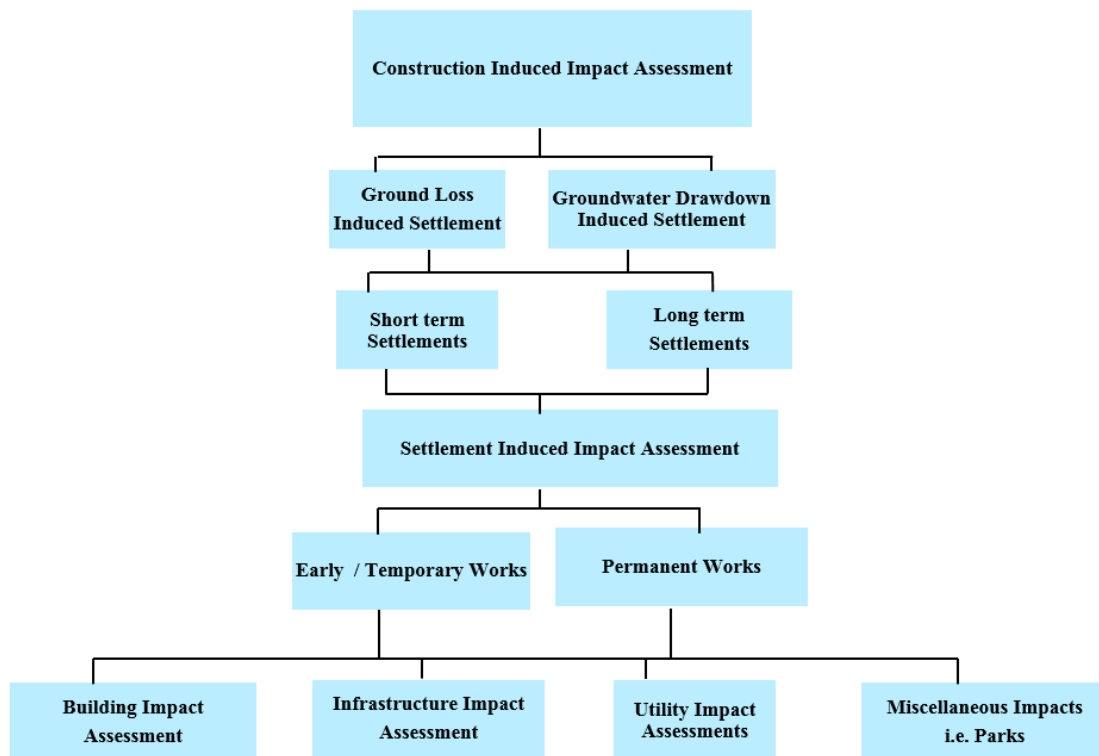 Construction Induced Impact Assessment
Ground Loss
Induced Settlement
Groundwater Drawdown
Induced Settlement
Short term
Settlements
Long term
Settlements
Settlement Induced Impact Assessment
Early / Temporary Works
Permanent Works
Building Impact
Assessment
Infrastructure Impact
Assessment
Utility Impact
Assessments
Miscellaneous Impacts
i.e. Parks